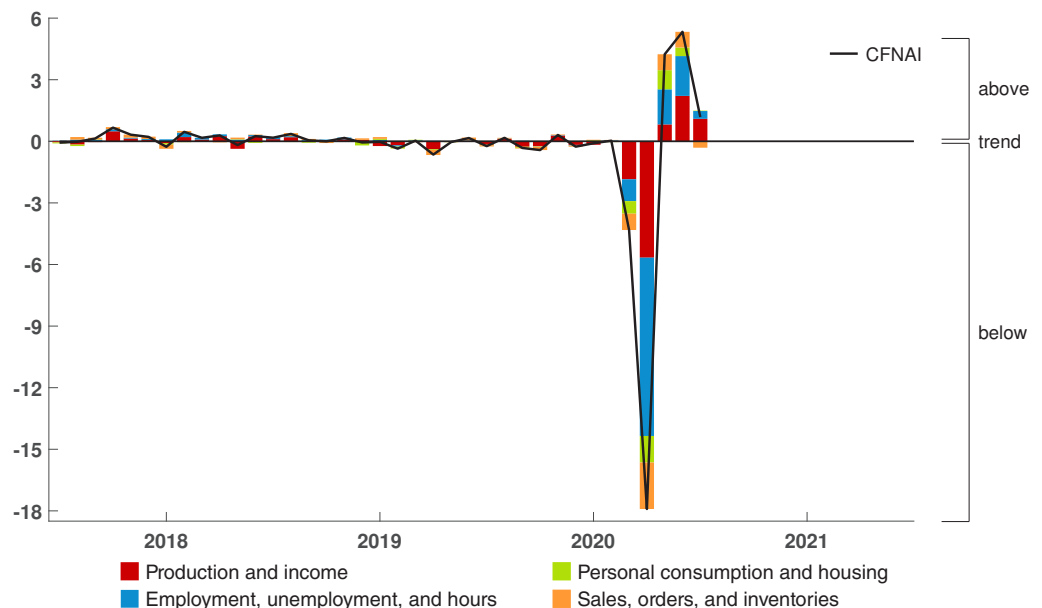 6
3
0
-3
-6
-9
-12
-15
-18
2018
2019
2020
2021
CFNAI
above
trend
below
Production and income
Personal consumption and housing
Employment, unemployment, and hours
Sales, orders, and inventories